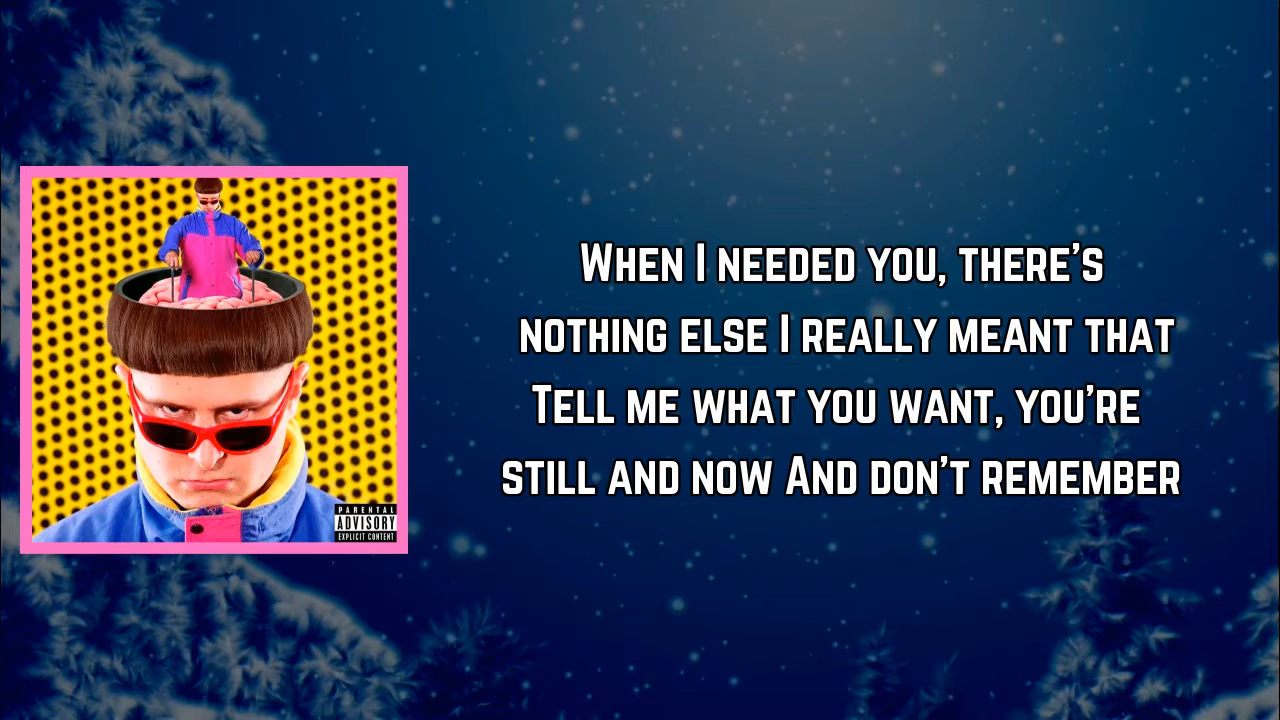 When I needed you, there's
nothing else I really meant that
Tell me what you want, you're
still and now And don't remember
PARENTAL
ADVISORY
EXPLICIT CONTENT